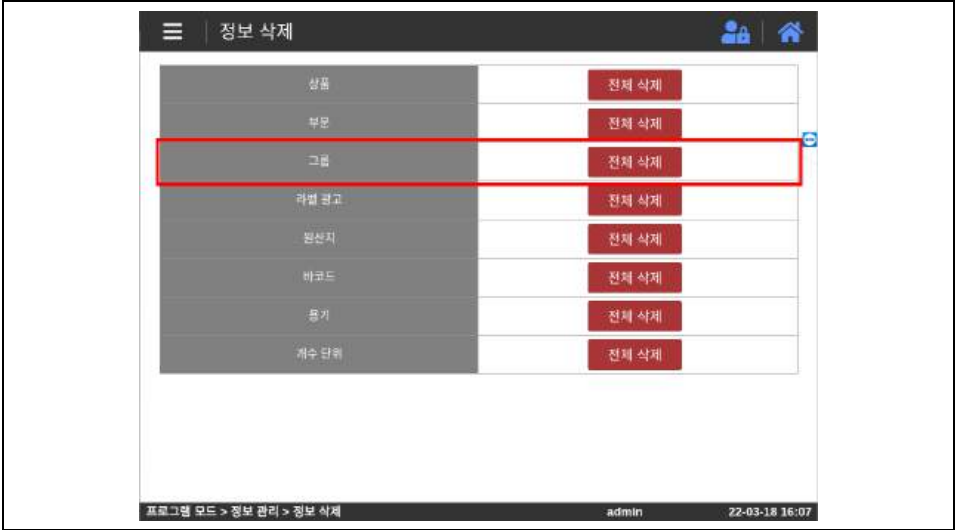 정보 삭제
상품 전체 삭제
부문 전체 삭제
그룹 전체 삭제
라벨 광고 전체 삭제
원산지 전체 삭제
바코드 전체 삭제
용기 전체 삭제
개수 단위 전체 삭제
프로그램 모드 > 정보 관리 > 정보 삭제 admin 22-03-18 16:07